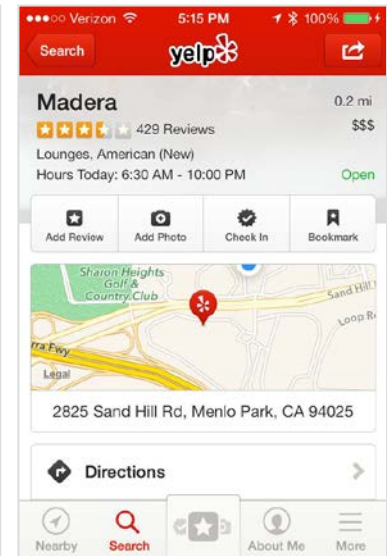 Verizon 5:15 PM 100%
Search yelp
Madera 0.2 mi
429 Reviews $$$
Lounges, American (New)
Hours Today: 6:30 AM - 10:00 PM Open
Add Review Add Photo Check In Bookmark
Sharon Heights
Golf &
Country Club
Sand Hill
Loop R
rra Fwy
Legal
2825 Sand Hill Rd, Menlo Park, CA 94025
Directions
Nearby Search About Me More